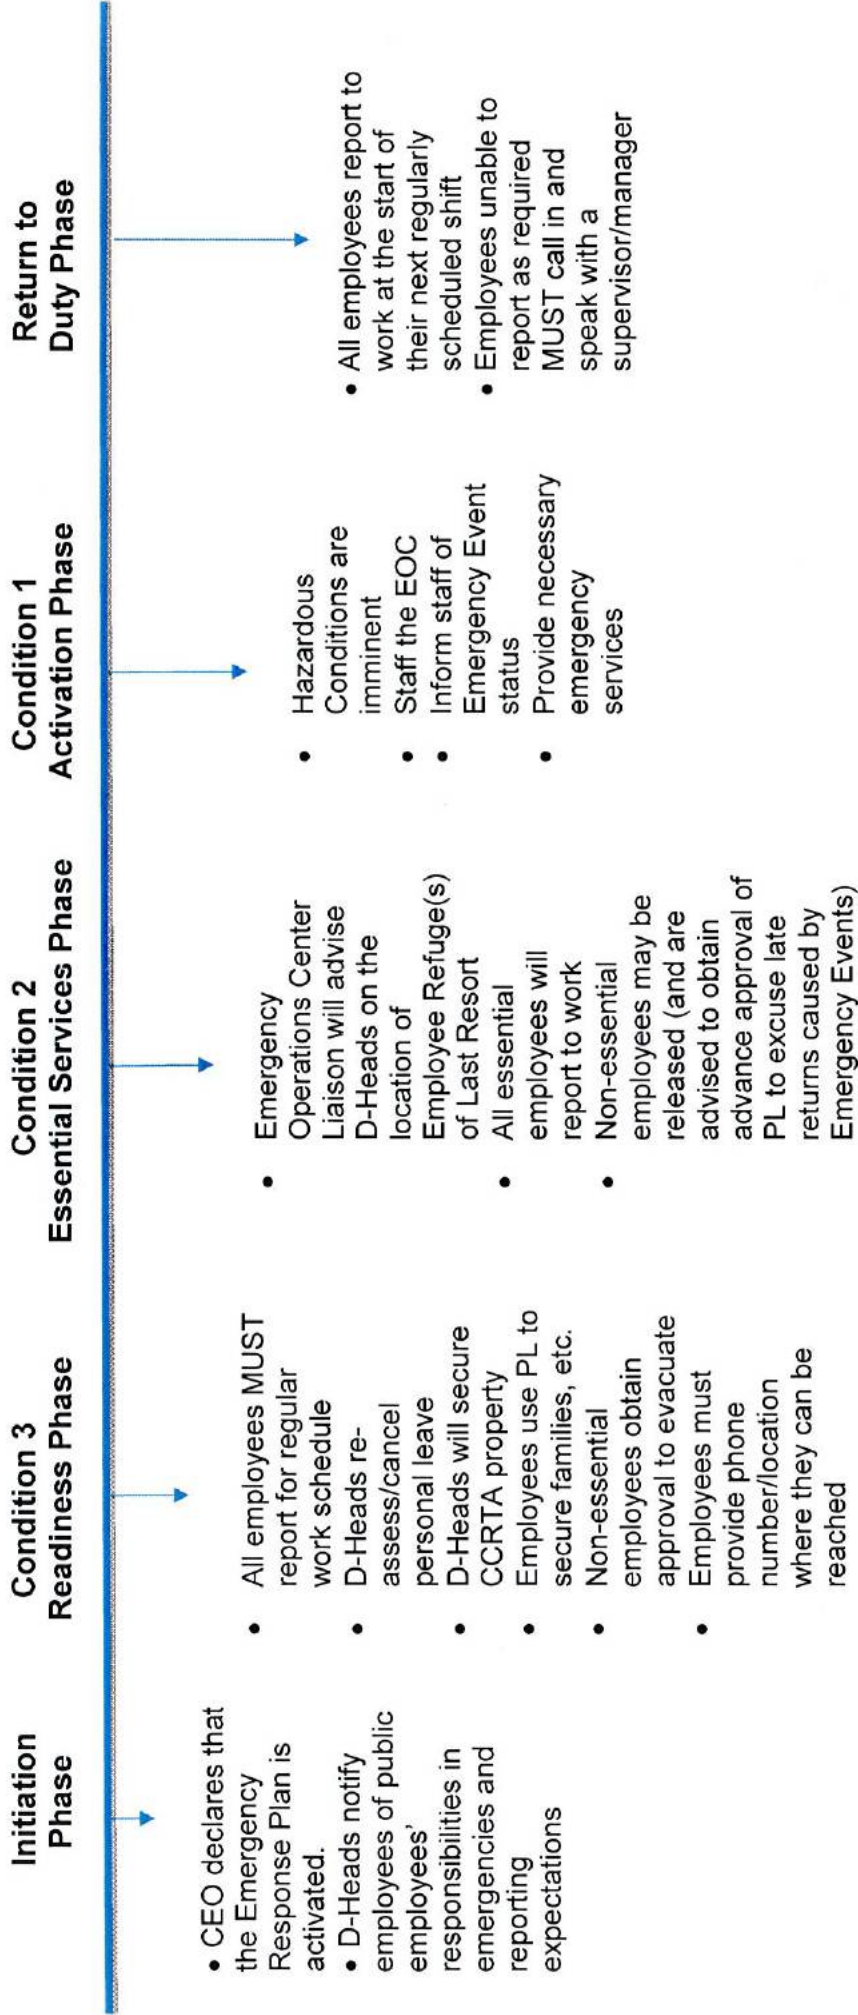 Initiation
Phase
• CEO declares that
the Emergency
Response Plan is
activated.
• D-Heads notify
employees of public
employees'
responsibilities in
emergencies and
reporting
expectations
Condition 3
Readiness Phase
• All employees MUST
report for regular
work schedule
• D-Heads re-
assess/cancel
personal leave
• D-Heads will secure
CCRTA property
• Employees use PL to
secure families, etc.
• Non-essential
employees obtain
approval to evacuate
• Employees must
provide phone
number/location
where they can be
reached
Condition 2
Essential Services Phase
• Emergency
Operations Center
Liaison will advise
D-Heads on the
location of
Employee Refuge(s)
of Last Resort
• All essential
employees will
report to work
• Non-essential
employees may be
released (and are
advised to obtain
advance approval of
PL to excuse late
returns caused by
Emergency Events)
Condition 1
Activation Phase
• Hazardous
Conditions are
imminent
• Staff the EOC
• Inform staff of
Emergency Event
status
• Provide necessary
emergency
services
Return to
Duty Phase
• All employees report to
work at the start of
their next regularly
scheduled shift
• Employees unable to
report as required
MUST call in and
speak with a
supervisor/manager